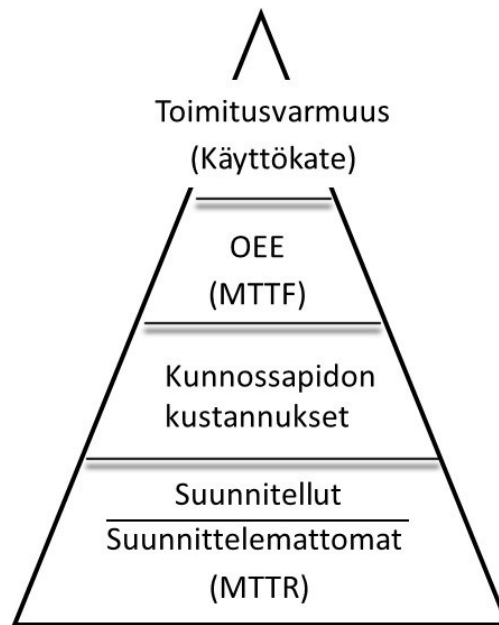 Toimitusvarmuus
(Käyttökate)
OEE
(MTTF)
Kunnossapidon
kustannukset
Suunnitellut
Suunnittelemattomat
(MTTR)